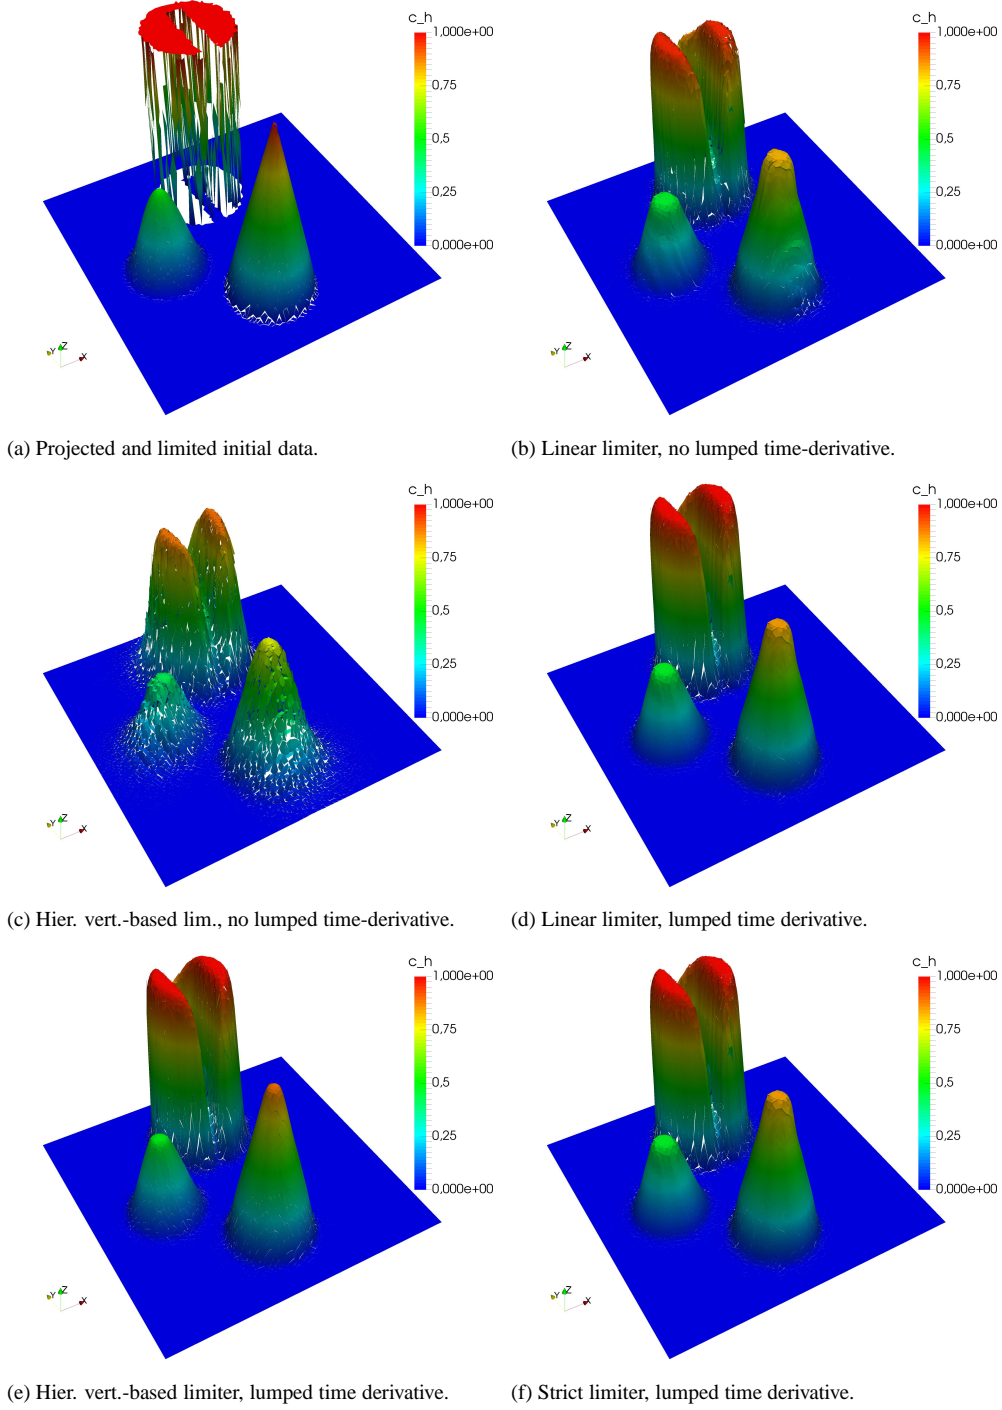 c_h
1,000e+00
0,75
0,5
0,25
0,000e+00
Y Z X
(a) Projected and limited initial data.
c_h
1,000e+00
0,75
0,5
0,25
0,000e+00
Y Z X
(b) Linear limiter, no lumped time-derivative.
c_h
1,000e+00
0,75
0,5
0,25
0,000e+00
Y Z X
(c) Hier. vert.-based lim., no lumped time-derivative.
c_h
1,000e+00
0,75
0,5
0,25
0,000e+00
Y Z X
(d) Linear limiter, lumped time derivative.
c_h
1,000e+00
0,75
0,5
0,25
0,000e+00
Y Z X
(e) Hier. vert.-based limiter, lumped time derivative.
c_h
1,000e+00
0,75
0,5
0,25
0,000e+00
Y Z X
(f) Strict limiter, lumped time derivative.